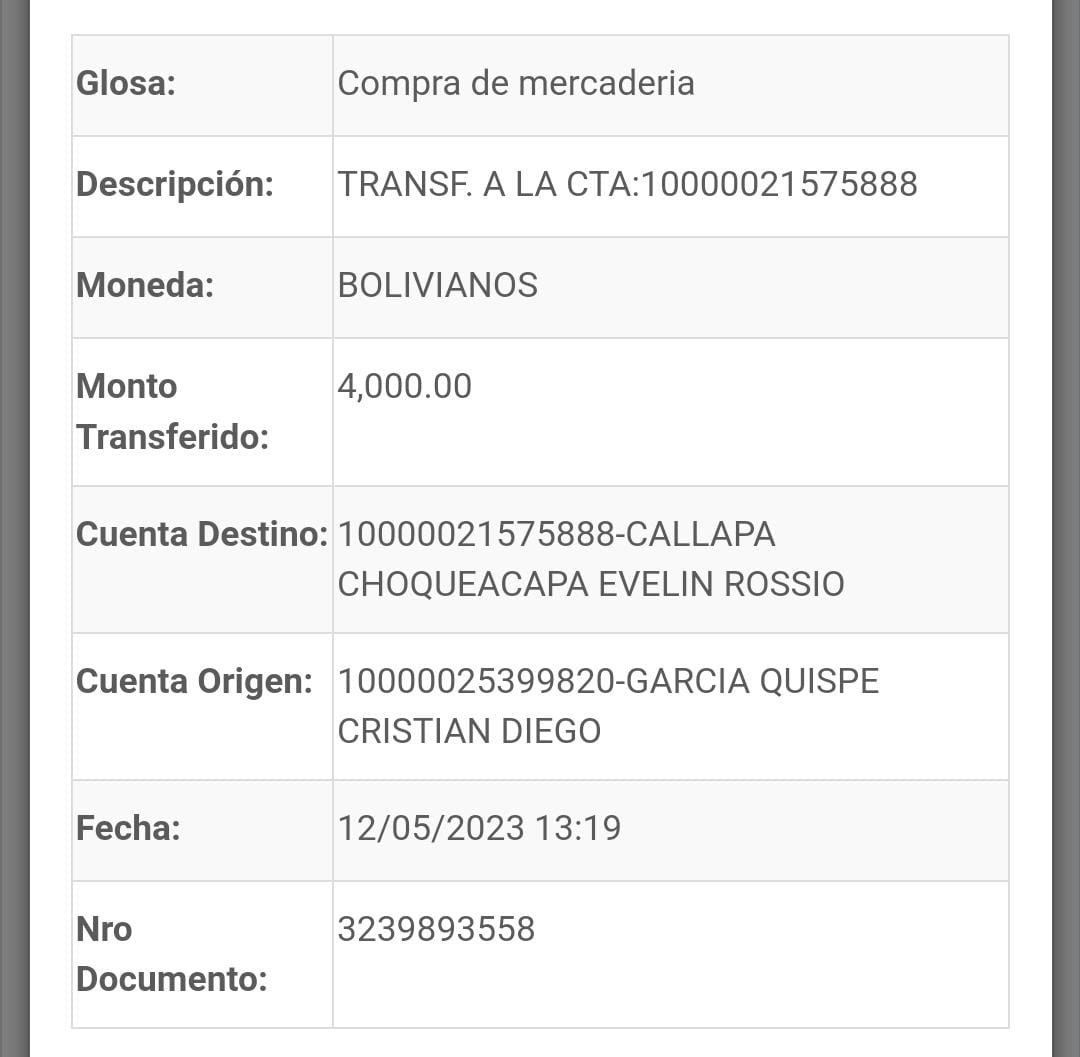 Glosa: Compra de mercaderia
Descripción: TRANSF. A LA CTA:10000021575888
Moneda: BOLIVIANOS
Monto 4,000.00
Transferido:
Cuenta Destino: 10000021575888-CALLAPA
CHOQUEACAPA EVELIN ROSSIO
Cuenta Origen: 10000025399820-GARCIA QUISPE
CRISTIAN DIEGO
Fecha: 12/05/2023 13:19
Nro 3239893558
Documento: